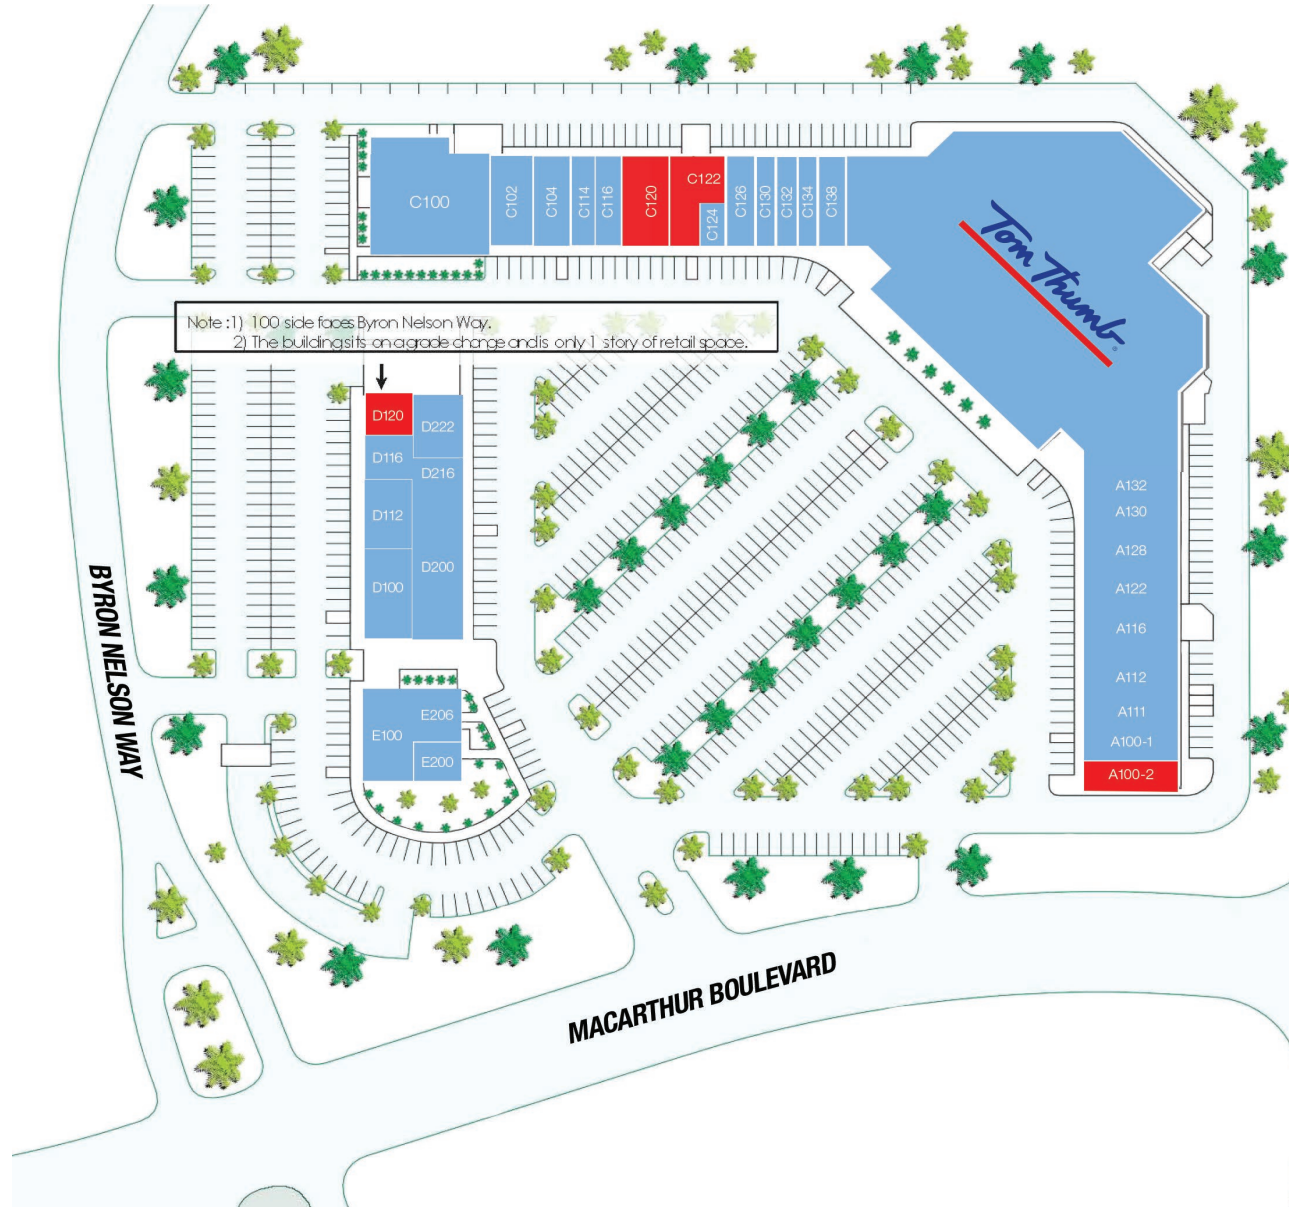 C100
C102
C104
C114
C116
C120
C122
C124
C126
C130
C132
C134
C138
Tom Thumb
Note :1) 100 side faces Byron Nelson Way.
2) The building sits on a grade change and is only 1 story of retail space.
D120
D222
D116
D216
D112
D200
D100
E206
E100
E200
A132
A130
A128
A122
A116
A112
A111
A100-1
A100-2
BYRON NELSON WAY
MACARTHUR BOULEVARD